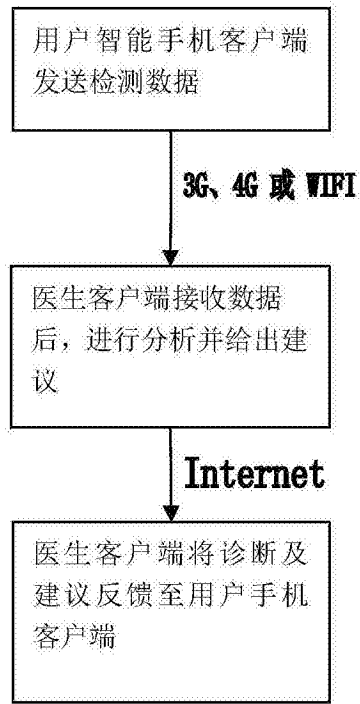 用户智能手机客户端
发送检测数据
3G、4G 或 WIFI
医生客户端接收数据
后，进行分析并给出建
议
Internet
医生客户端将诊断及
建议反馈至用户手机
客户端